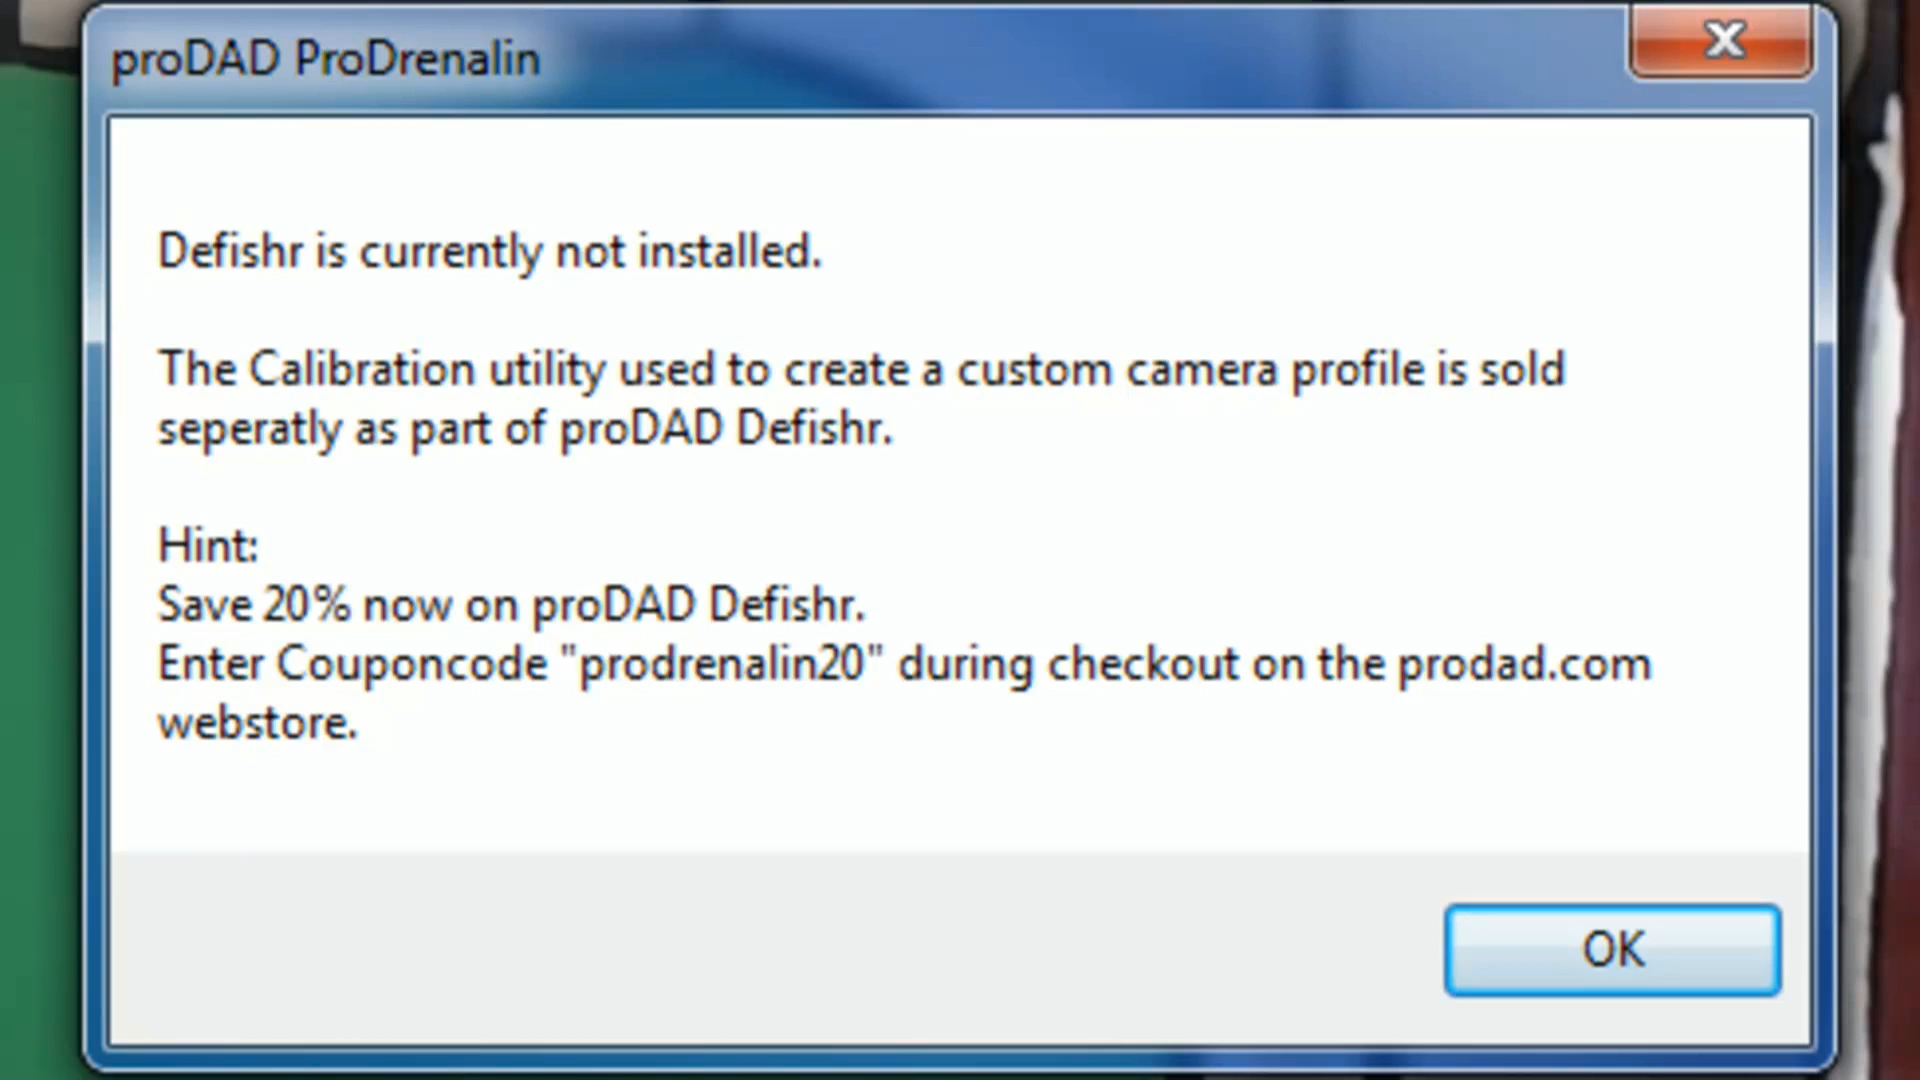 proDAD ProDrenalin
Defishr is currently not installed.
The Calibration utility used to create a custom camera profile is sold
seperatly as part of proDAD Defishr.
Hint:
Save 20% now on proDAD Defishr.
Enter Couponcode "prodrenalin20" during checkout on the prodad.com
webstore.
OK